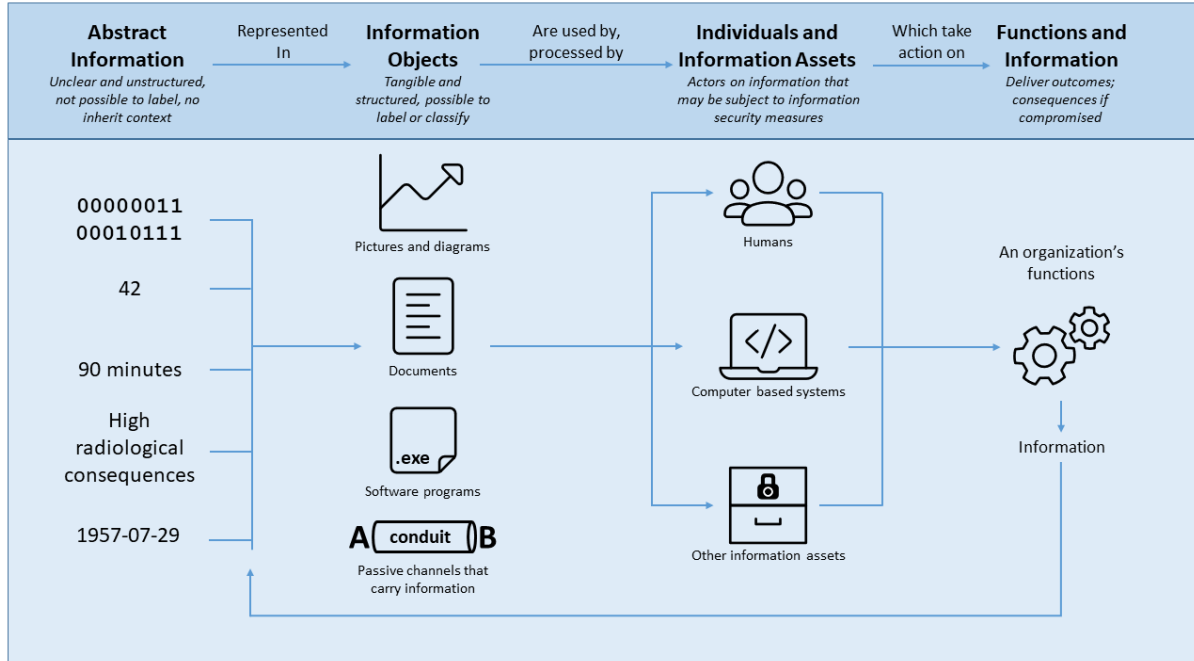 Abstract
Information
Unclear and unstructured,
not possible to label, no
inherit context
Represented
In
Information
Objects
Tangible and
structured, possible to
label or classify
Are used by,
processed by
Individuals and
Information Assets
Actors on information that
may be subject to information
security measures
Which take
action on
Functions and
Information
Deliver outcomes;
consequences if
compromised
00000011
00010111
42
90 minutes
High
radiological
consequences
1957-07-29
Pictures and diagrams
Documents
.exe
Software programs
A conduit B
Passive channels that
carry information
Humans
</>
Computer based systems
Other information assets
An organization's
functions
Information